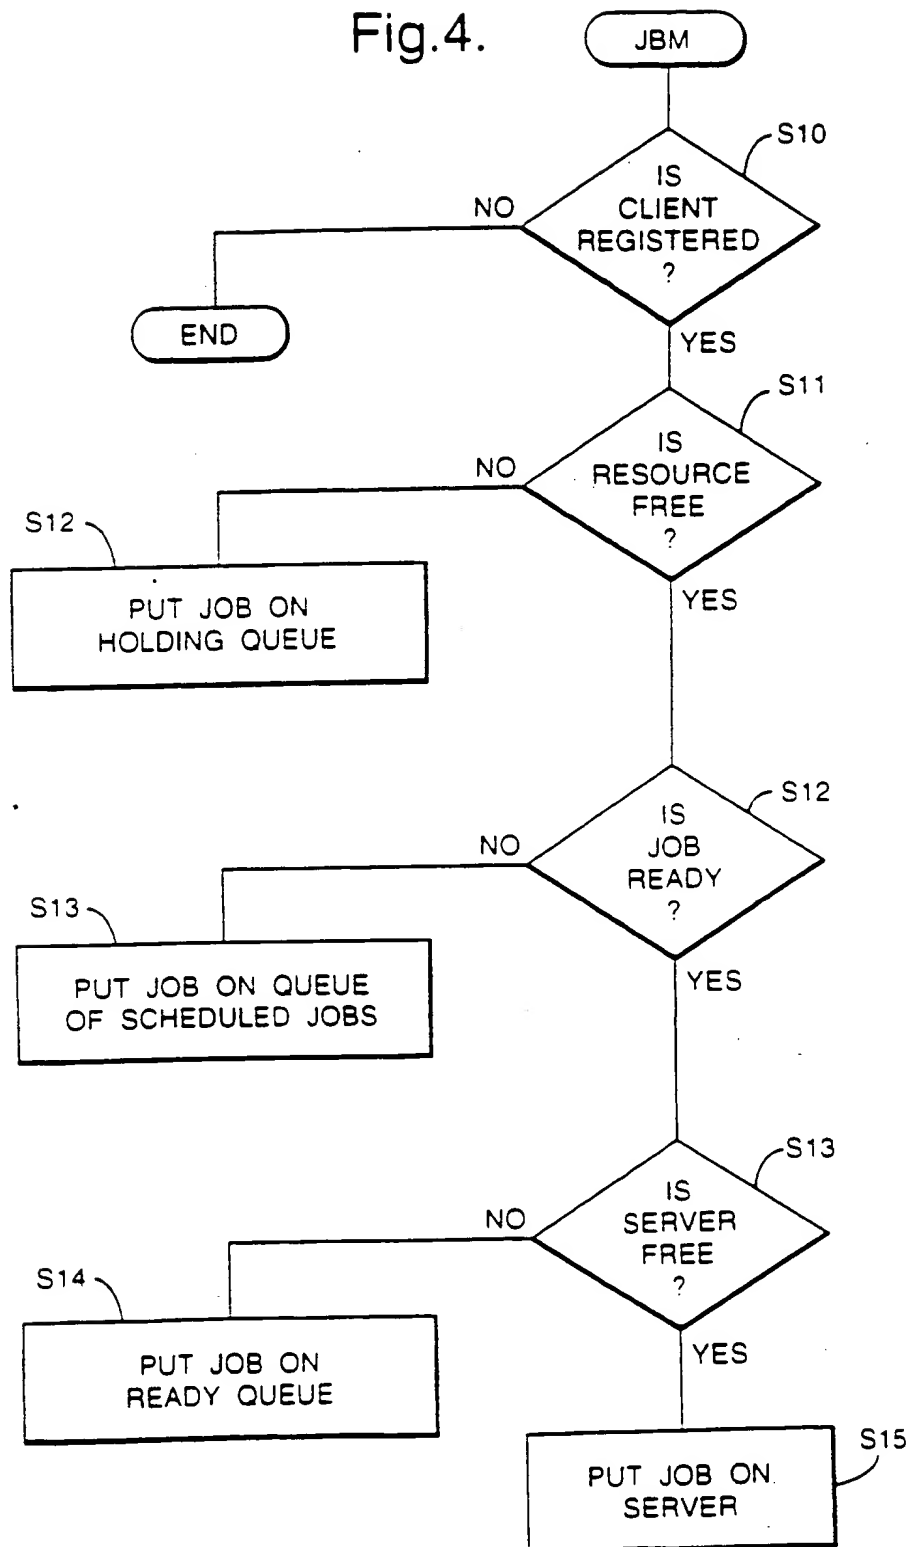 Fig.4.
JBM
S10
IS
CLIENT
REGISTERED
?
NO
END
YES
S11
IS
RESOURCE
FREE
?
NO
S12
PUT JOB ON
HOLDING QUEUE
YES
S12
IS
JOB
READY
?
NO
S13
PUT JOB ON QUEUE
OF SCHEDULED JOBS
YES
S13
IS
SERVER
FREE
?
NO
S14
PUT JOB ON
READY QUEUE
YES
S15
PUT JOB ON
SERVER